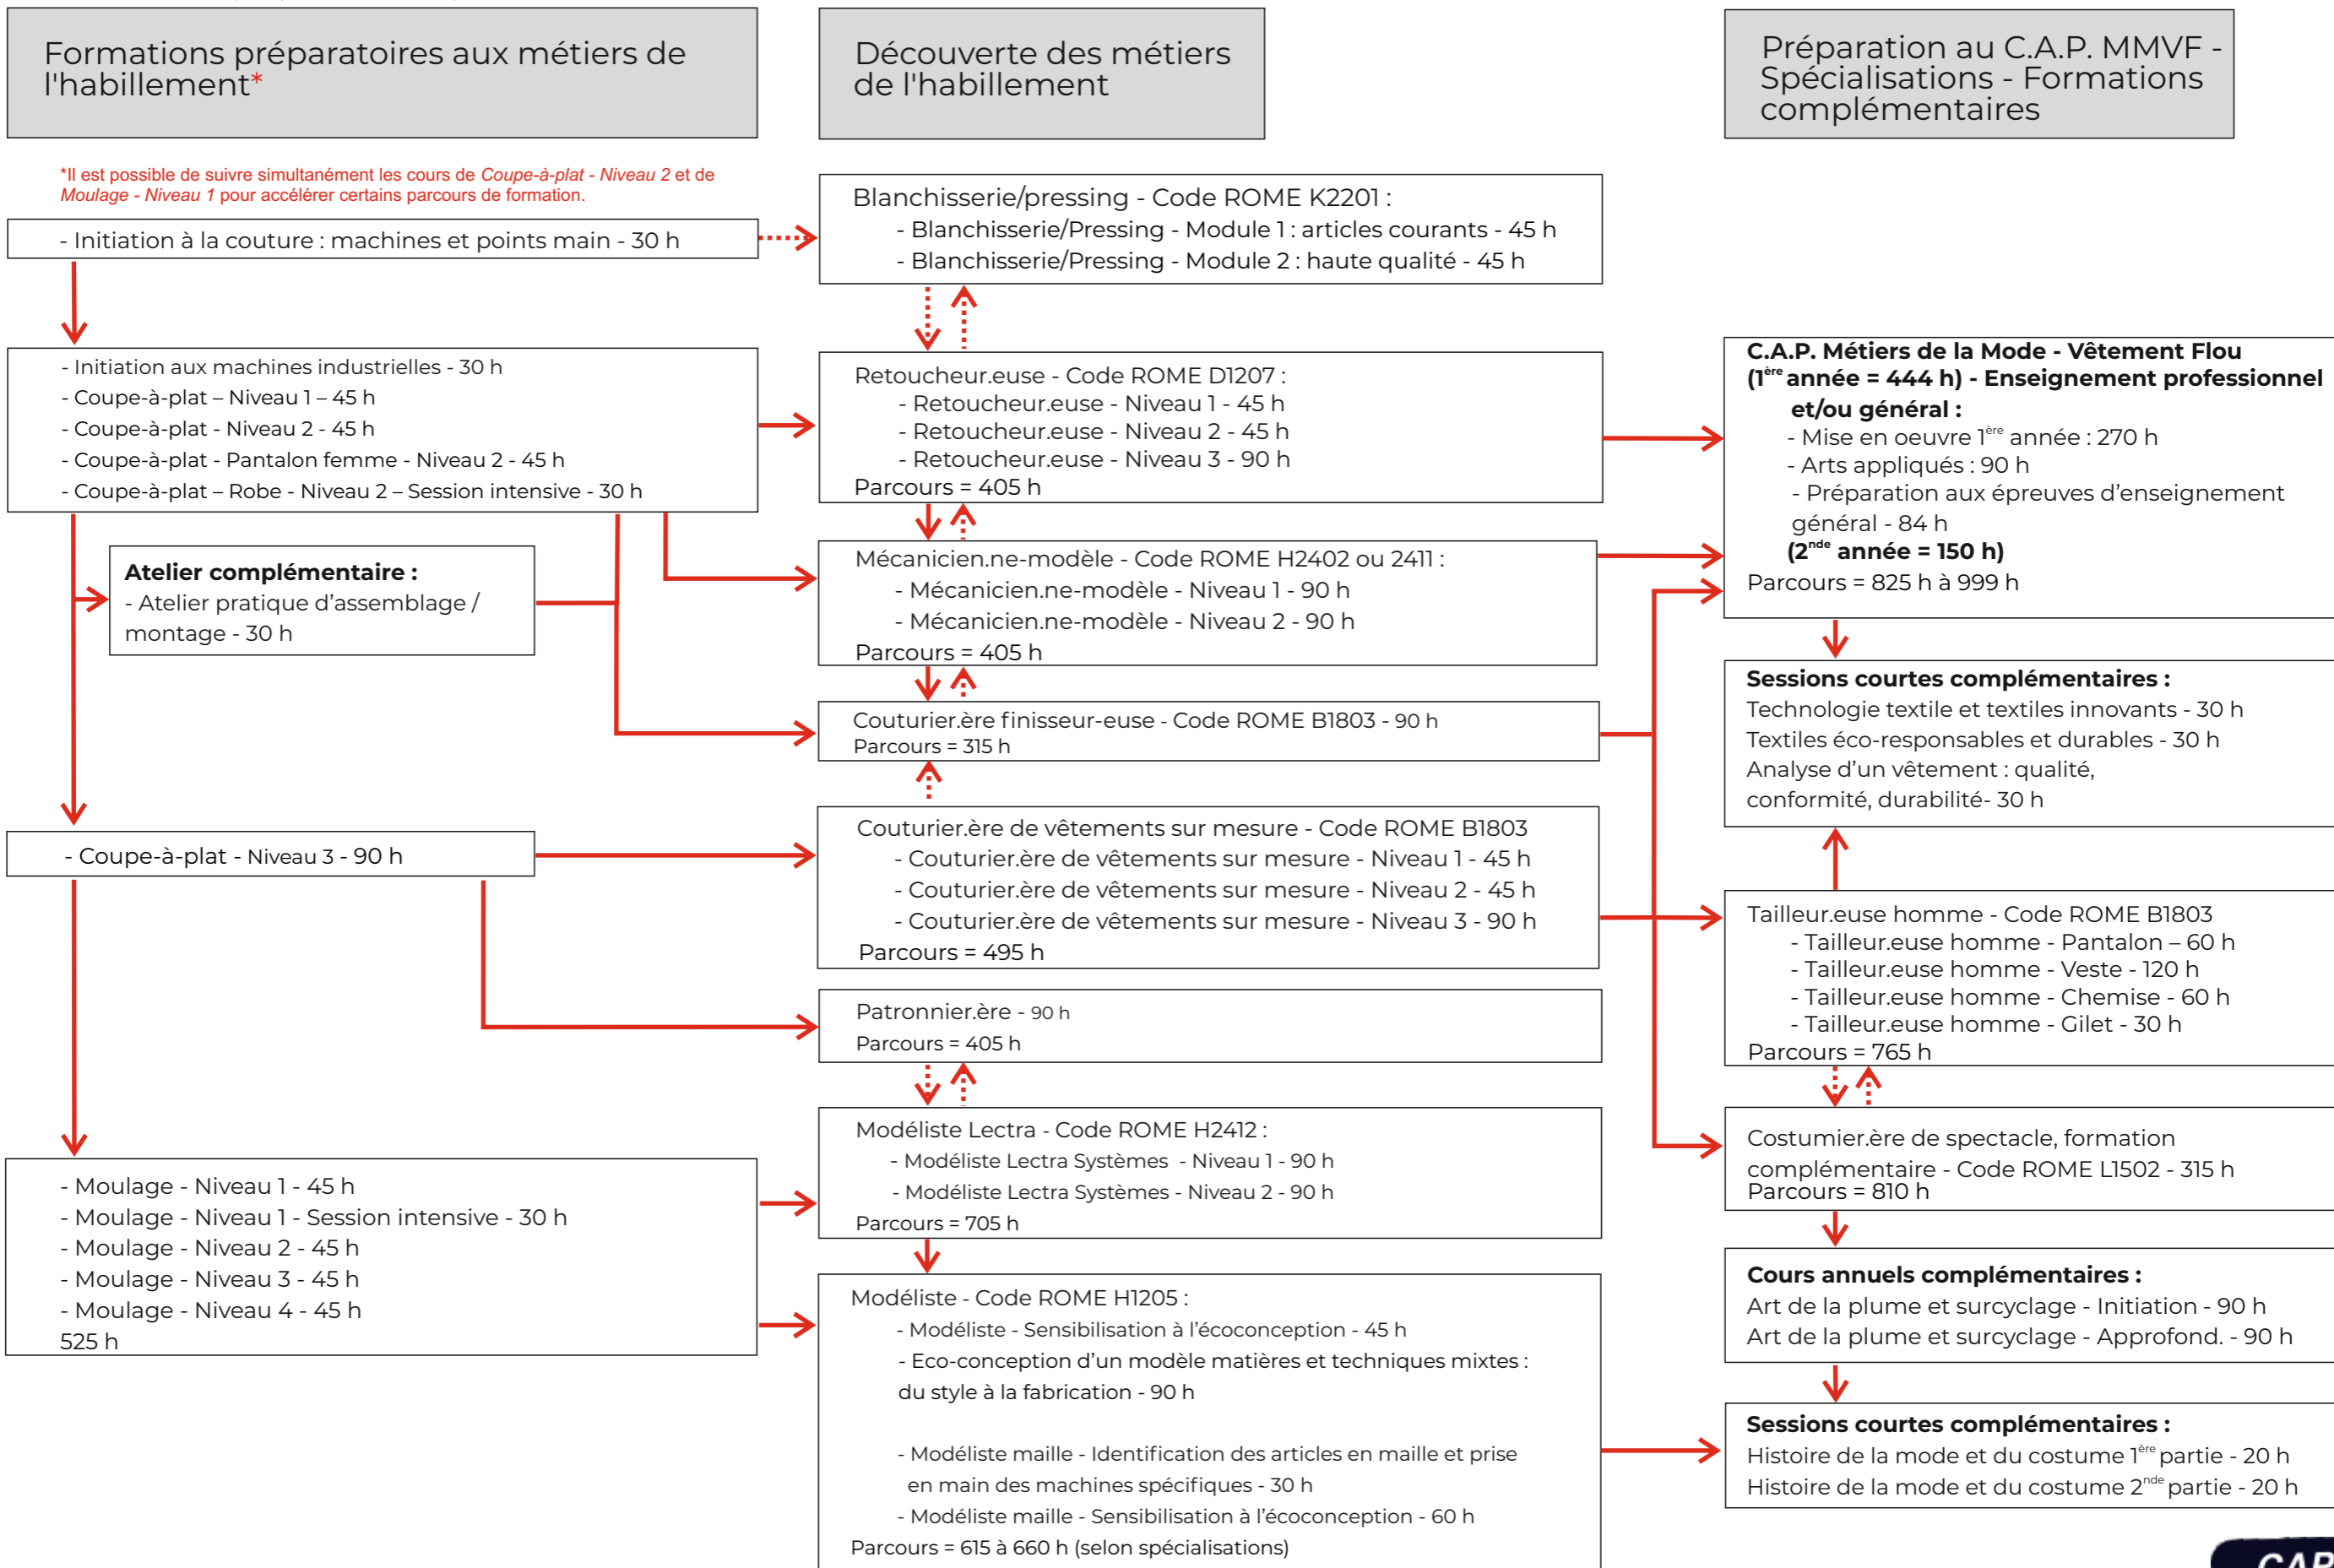 Formations préparatoires aux métiers de
l'habillement*
*Il est possible de suivre simultanément les cours de Coupe-à-plat - Niveau 2 et de
Moulage - Niveau 1 pour accélérer certains parcours de formation.
- Initiation à la couture : machines et points main - 30 h
- Initiation aux machines industrielles - 30 h
- Coupe-à-plat – Niveau 1 – 45 h
- Coupe-à-plat - Niveau 2 - 45 h
- Coupe-à-plat - Pantalon femme - Niveau 2 - 45 h
- Coupe-à-plat – Robe - Niveau 2 – Session intensive - 30 h
Atelier complémentaire :
- Atelier pratique d’assemblage /
montage - 30 h
- Coupe-à-plat - Niveau 3 - 90 h
- Moulage - Niveau 1 - 45 h
- Moulage - Niveau 1 - Session intensive - 30 h
- Moulage - Niveau 2 - 45 h
- Moulage - Niveau 3 - 45 h
- Moulage - Niveau 4 - 45 h
525 h
Découverte des métiers
de l'habillement
Blanchisserie/pressing - Code ROME K2201 :
- Blanchisserie/Pressing - Module 1 : articles courants - 45 h
- Blanchisserie/Pressing - Module 2 : haute qualité - 45 h
Retoucheur.euse - Code ROME D1207 :
- Retoucheur.euse - Niveau 1 - 45 h
- Retoucheur.euse - Niveau 2 - 45 h
- Retoucheur.euse - Niveau 3 - 90 h
Parcours = 405 h
Mécanicien.ne-modèle - Code ROME H2402 ou 2411 :
- Mécanicien.ne-modèle - Niveau 1 - 90 h
- Mécanicien.ne-modèle - Niveau 2 - 90 h
Parcours = 405 h
Couturier.ère finisseur-euse - Code ROME B1803 - 90 h
Parcours = 315 h
Couturier.ère de vêtements sur mesure - Code ROME B1803
- Couturier.ère de vêtements sur mesure - Niveau 1 - 45 h
- Couturier.ère de vêtements sur mesure - Niveau 2 - 45 h
- Couturier.ère de vêtements sur mesure - Niveau 3 - 90 h
Parcours = 495 h
Patronnier.ère - 90 h
Parcours = 405 h
Modéliste Lectra - Code ROME H2412 :
- Modéliste Lectra Systèmes - Niveau 1 - 90 h
- Modéliste Lectra Systèmes - Niveau 2 - 90 h
Parcours = 705 h
Modéliste - Code ROME H1205 :
- Modéliste - Sensibilisation à l’écoconception - 45 h
- Eco-conception d’un modèle matières et techniques mixtes :
du style à la fabrication - 90 h
- Modéliste maille - Identification des articles en maille et prise
en main des machines spécifiques - 30 h
- Modéliste maille - Sensibilisation à l’écoconception - 60 h
Parcours = 615 à 660 h (selon spécialisations)
Préparation au C.A.P. MMVF -
Spécialisations - Formations
complémentaires
C.A.P. Métiers de la Mode - Vêtement Flou
(1ère année = 444 h) - Enseignement professionnel
et/ou général :
- Mise en oeuvre 1ère année : 270 h
- Arts appliqués : 90 h
- Préparation aux épreuves d’enseignement
général - 84 h
(2nde année = 150 h)
Parcours = 825 h à 999 h
Sessions courtes complémentaires :
Technologie textile et textiles innovants - 30 h
Textiles éco-responsables et durables - 30 h
Analyse d’un vêtement : qualité,
conformité, durabilité- 30 h
Tailleur.euse homme - Code ROME B1803
- Tailleur.euse homme - Pantalon – 60 h
- Tailleur.euse homme - Veste - 120 h
- Tailleur.euse homme - Chemise - 60 h
- Tailleur.euse homme - Gilet - 30 h
Parcours = 765 h
Costumier.ère de spectacle, formation
complémentaire - Code ROME L1502 - 315 h
Parcours = 810 h
Cours annuels complémentaires :
Art de la plume et surcyclage - Initiation - 90 h
Art de la plume et surcyclage - Approfond. - 90 h
Sessions courtes complémentaires :
Histoire de la mode et du costume 1ère partie - 20 h
Histoire de la mode et du costume 2nde partie - 20 h